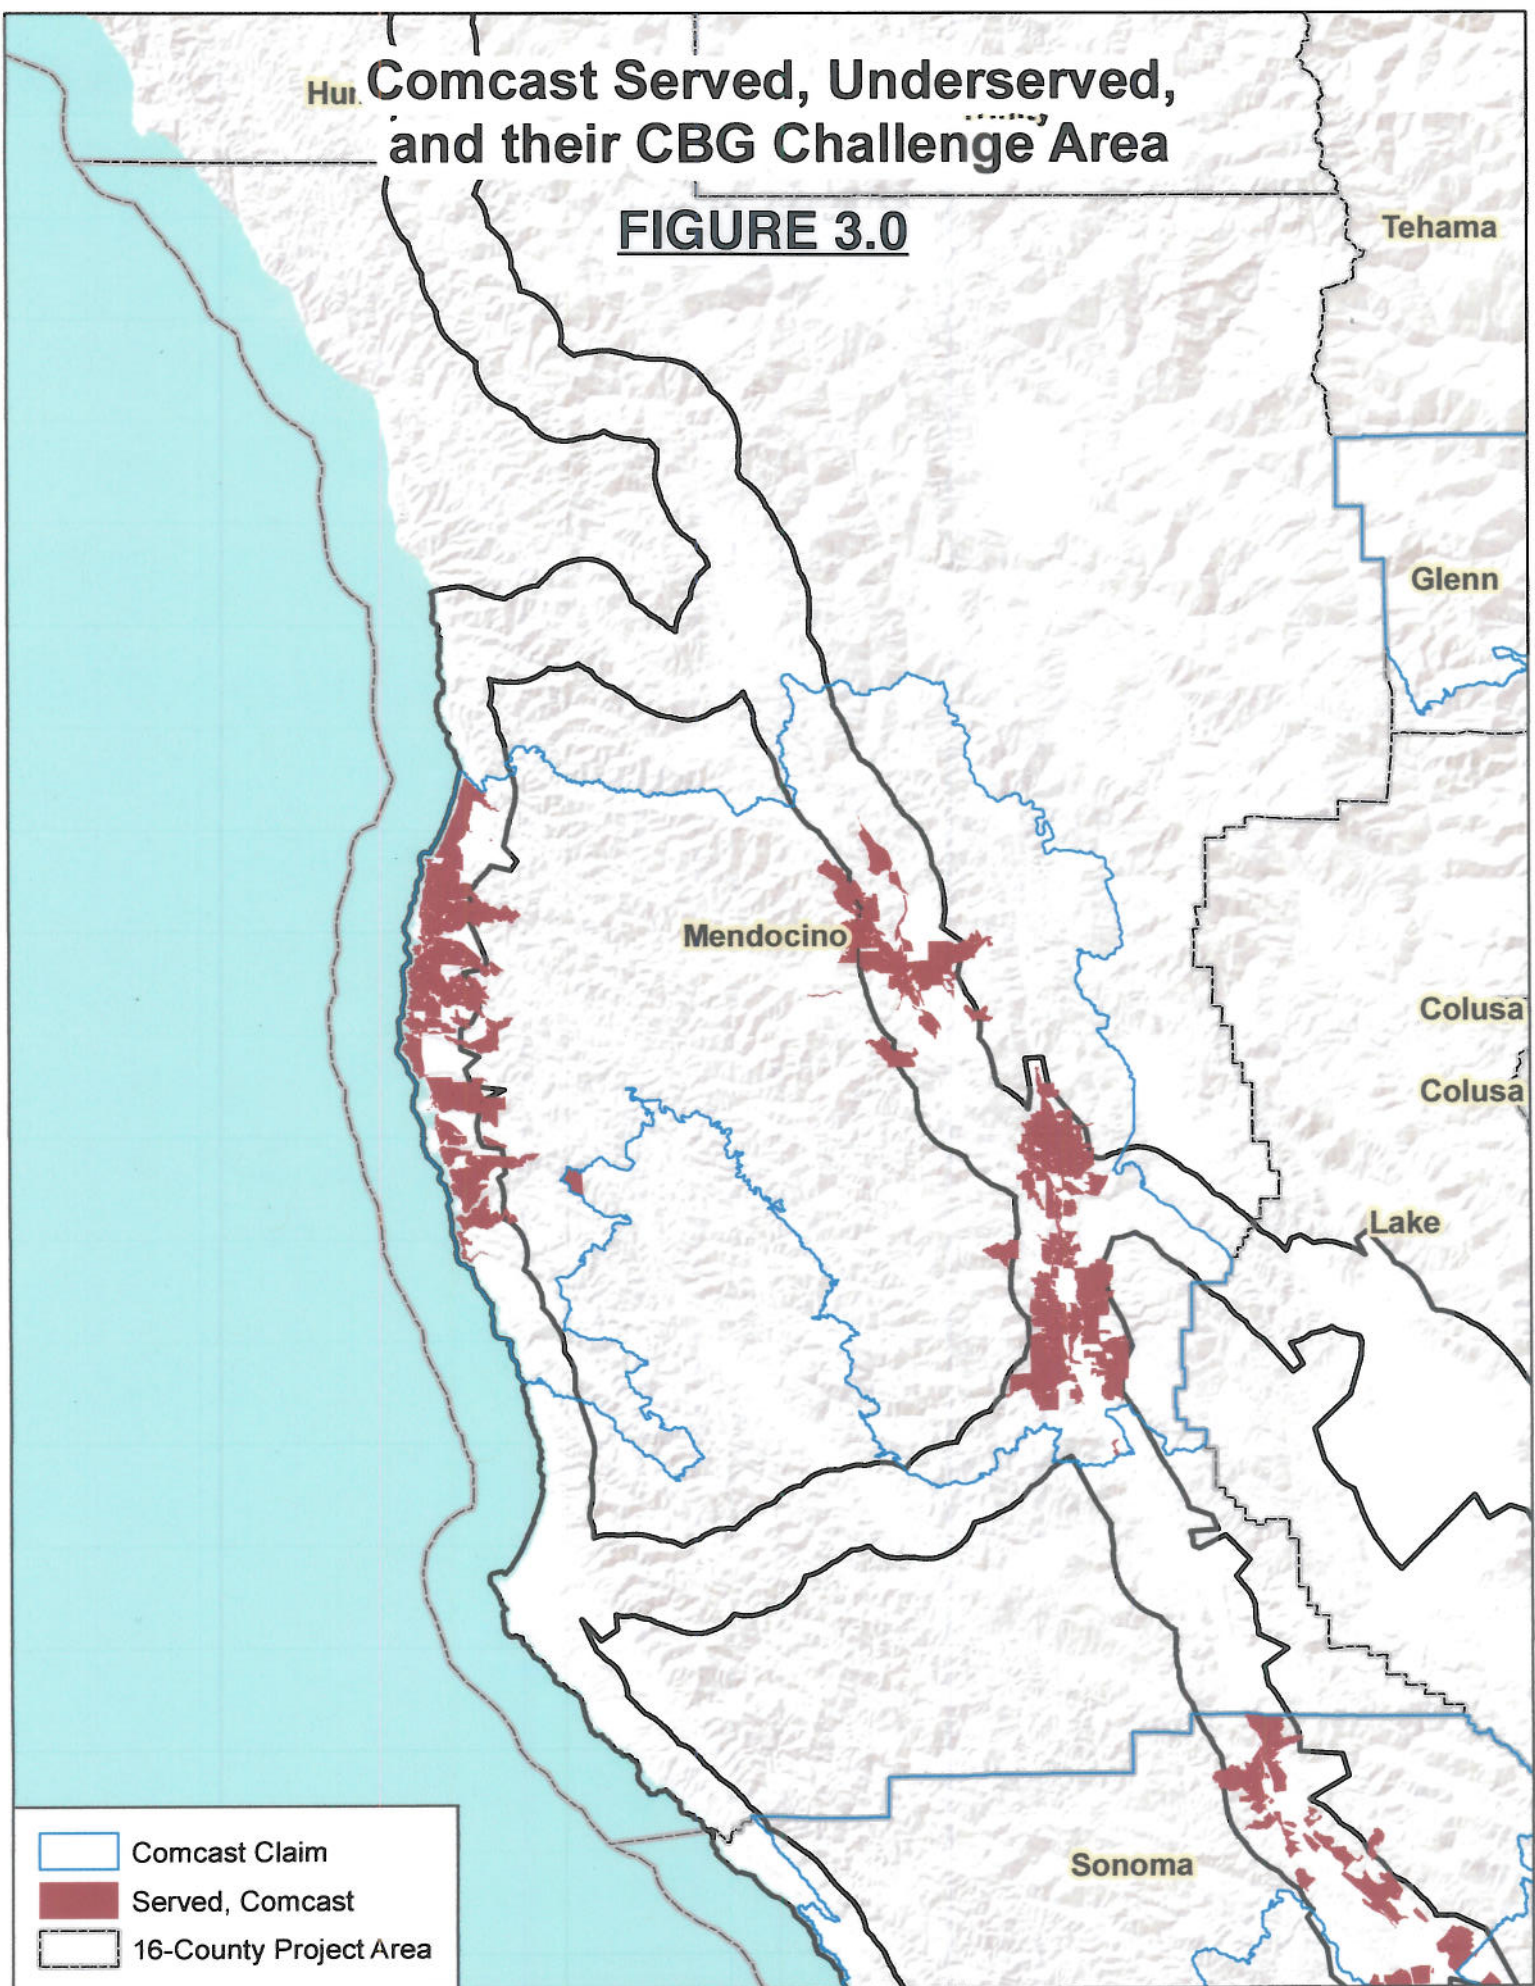 Hu
Comcast Served, Underserved,
and their CBG Challenge Area
FIGURE 3.0
Tehama
Glenn
Mendocino
Colusa
Colusa
Lake
Sonoma
Comcast Claim
Served, Comcast
16-County Project Area